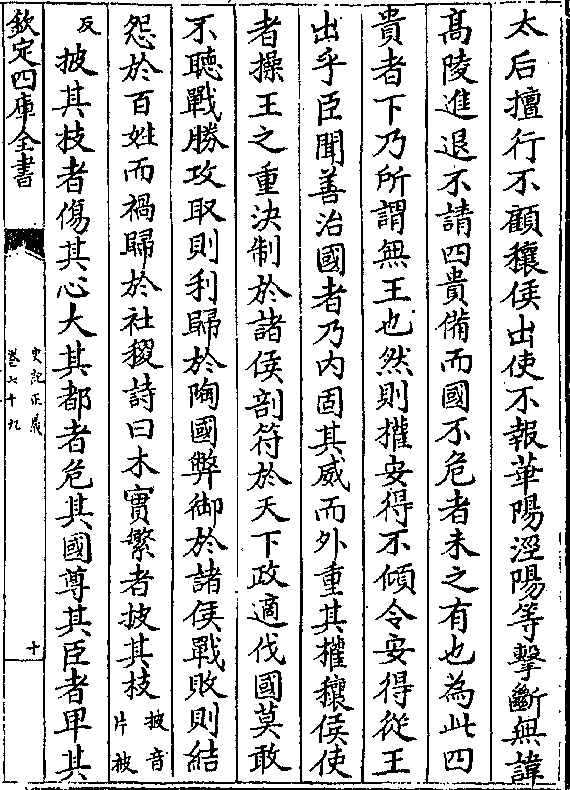 太后擅行不顧穰侯出使不報華陽涇陽等擊斷無諱
髙陵進退不請四貴備而國不危者未之有也為此四
貴者下乃所謂無王也然則權安得不傾令安得從王
出乎臣聞善治國者乃内固其威而外重其權穰侯使
者操王之重決制於諸侯剖符於天下政適伐國莫敢
不聽戰勝攻取則利歸於陶國弊御於諸侯戰敗則結
怨於百姓而禍歸於社稷詩曰木實繁者披其枝披音片被
反披其枝者傷其心大其都者危其國尊其臣者卑其
欽定四庫全書
史記正義
卷七十九
十